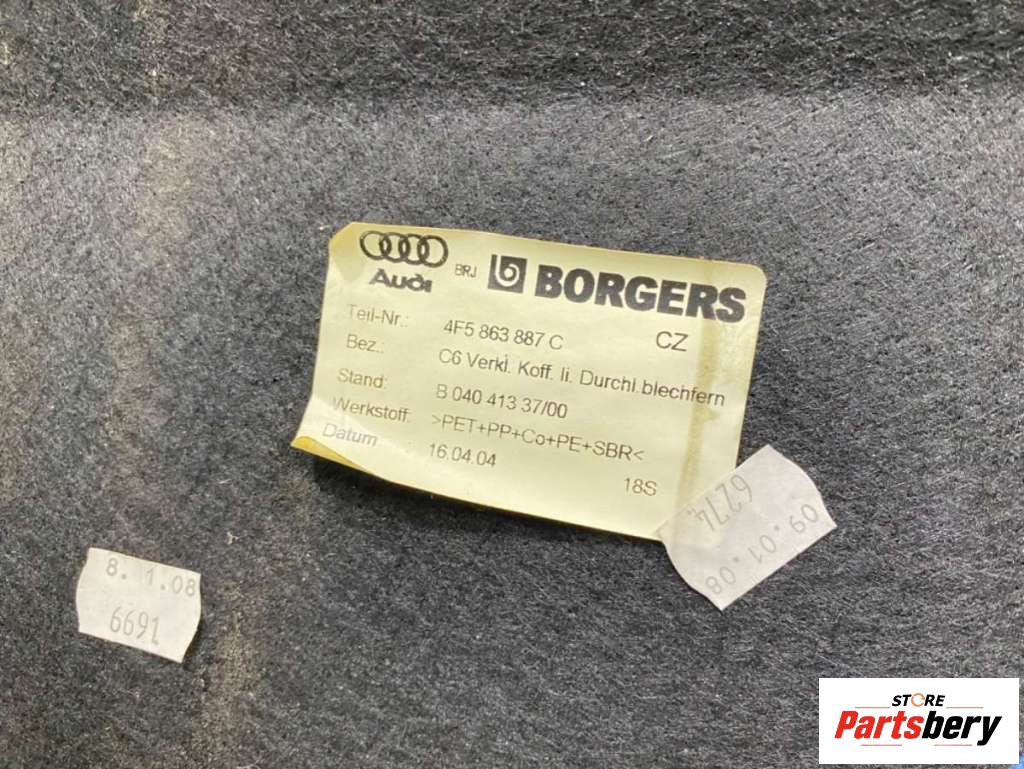 Audi BRJ BORGERS
Teil-Nr.: 4F5 863 887 C CZ
Bez.: C6 Verkl. Koff. li. Durchl.blechfern
Stand: B 040 413 37/00
Werkstoff: >PET+PP+Co+PE+SBR<
Datum 16.04.04
18S
09.01.08
6274
8. 1.08
6691
STORE
Partsbery